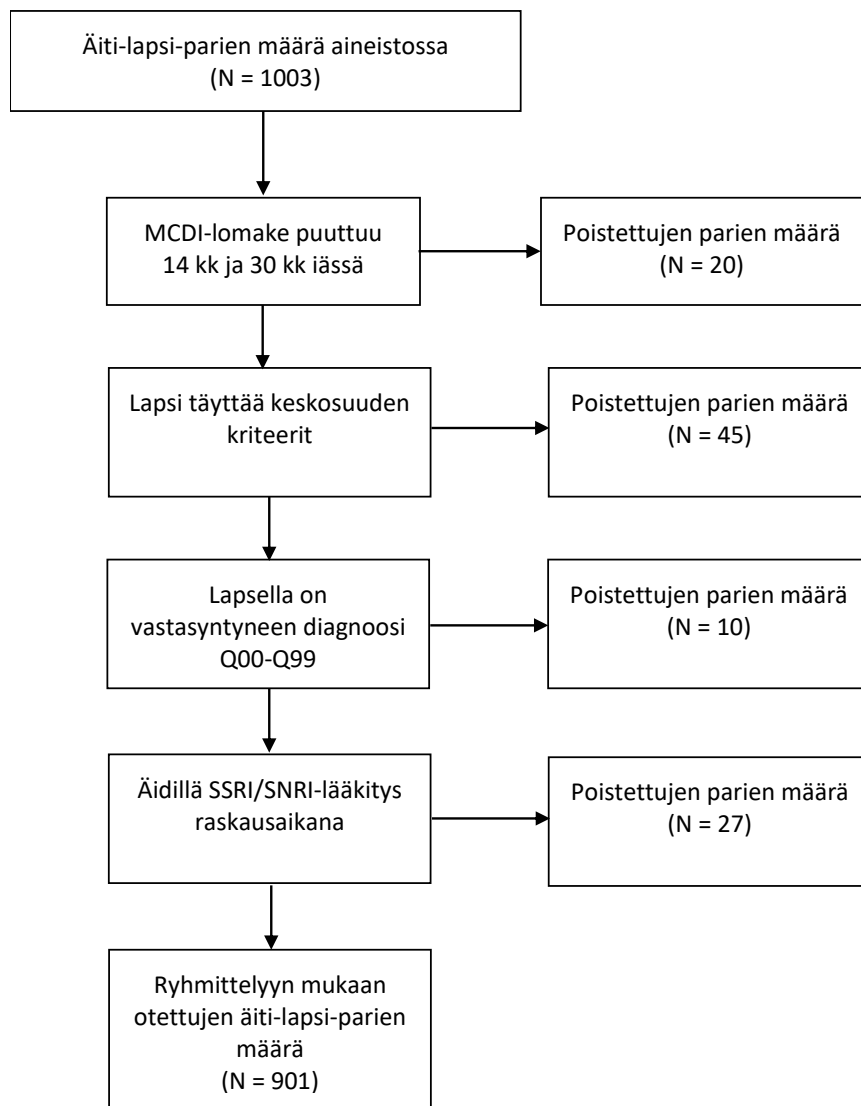 Äiti-lapsi-parien määrä aineistossa
(N = 1003)
MCDI-lomake puuttuu
14 kk ja 30 kk iässä
Poistettujen parien määrä
(N = 20)
Lapsi täyttää keskosuuden
kriteerit
Poistettujen parien määrä
(N = 45)
Lapsella on
vastasyntyneen diagnoosi
Q00-Q99
Poistettujen parien määrä
(N = 10)
Äidillä SSRI/SNRI-lääkitys
raskausaikana
Poistettujen parien määrä
(N = 27)
Ryhmittelyyn mukaan
otettujen äiti-lapsi-parien
määrä
(N = 901)